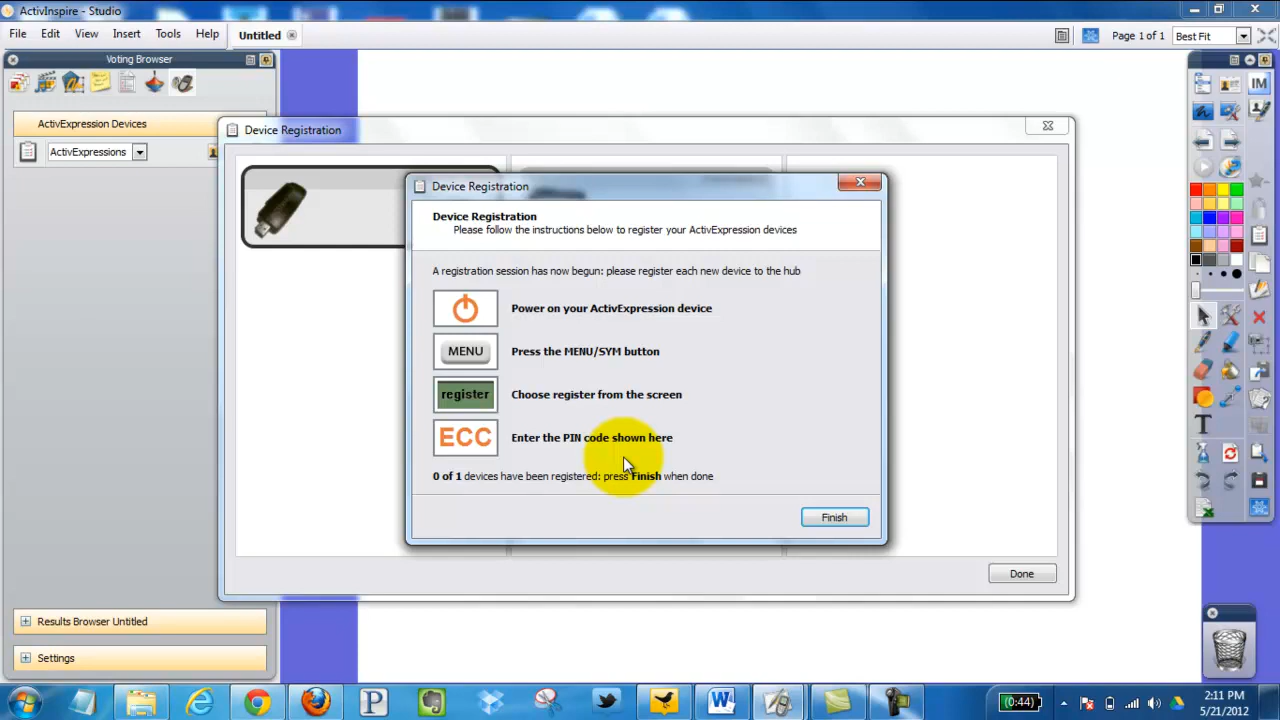 ActivInspire - Studio
File Edit View Insert Tools Help Untitled Page 1 of 1 Best Fit
Voting Browser
ActivExpression Devices
ActivExpressions
Device Registration
Device Registration
Device Registration
Please follow the instructions below to register your ActivExpression devices
A registration session has now begun: please register each new device to the hub
Power on your ActivExpression device
MENU Press the MENU/SYM button
register Choose register from the screen
ECC Enter the PIN code shown here
0 of 1 devices have been registered: press Finish when done
Finish
Done
IM
T
Results Browser Untitled
Settings
P
W
(0:44)
2:11 PM
5/21/2012